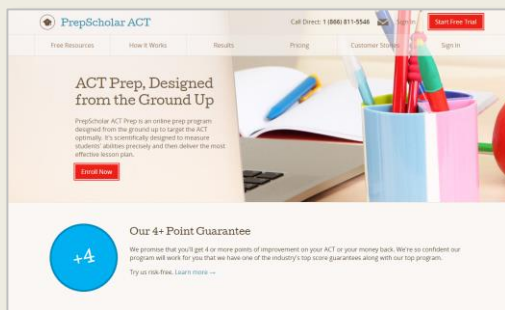 PrepScholar ACT
Call Direct: 1 (866) 811-5546
Sign In
Start Free Trial
Free Resources
How it Works
Results
Pricing
Customer Stories
Sign In
ACT Prep, Designed
from the Ground Up
PrepScholar ACT Prep is an online prep program
designed from the ground up to target the ACT
optimally. It's scientifically designed to measure
students' abilities precisely and then deliver the most
effective lesson plan.
Enroll Now
+4
Our 4+ Point Guarantee
We promise that you'll get 4 or more points of improvement on your ACT or your money back. We're so confident our
program will work for you that we have one of the industry's top score guarantees along with our top program.
Try us risk-free. Learn more →